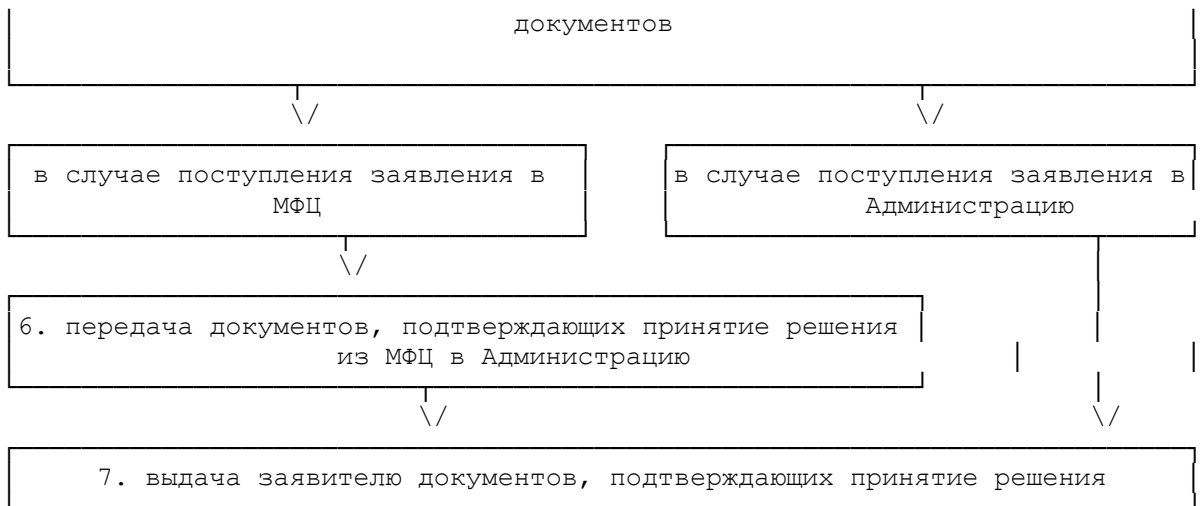 документов
в случае поступления заявления в
МФЦ
в случае поступления заявления в
Администрацию
6. передача документов, подтверждающих принятие решения
из МФЦ в Администрацию
7. выдача заявителю документов, подтверждающих принятие решения